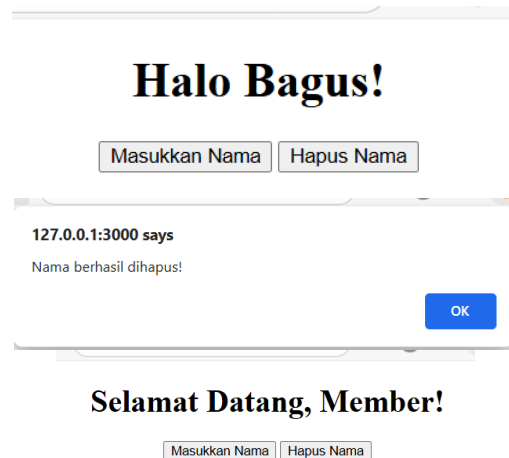 Halo Bagus!
Masukkan Nama Hapus Nama
127.0.0.1:3000 says
Nama berhasil dihapus!
OK
Selamat Datang, Member!
Masukkan Nama Hapus Nama